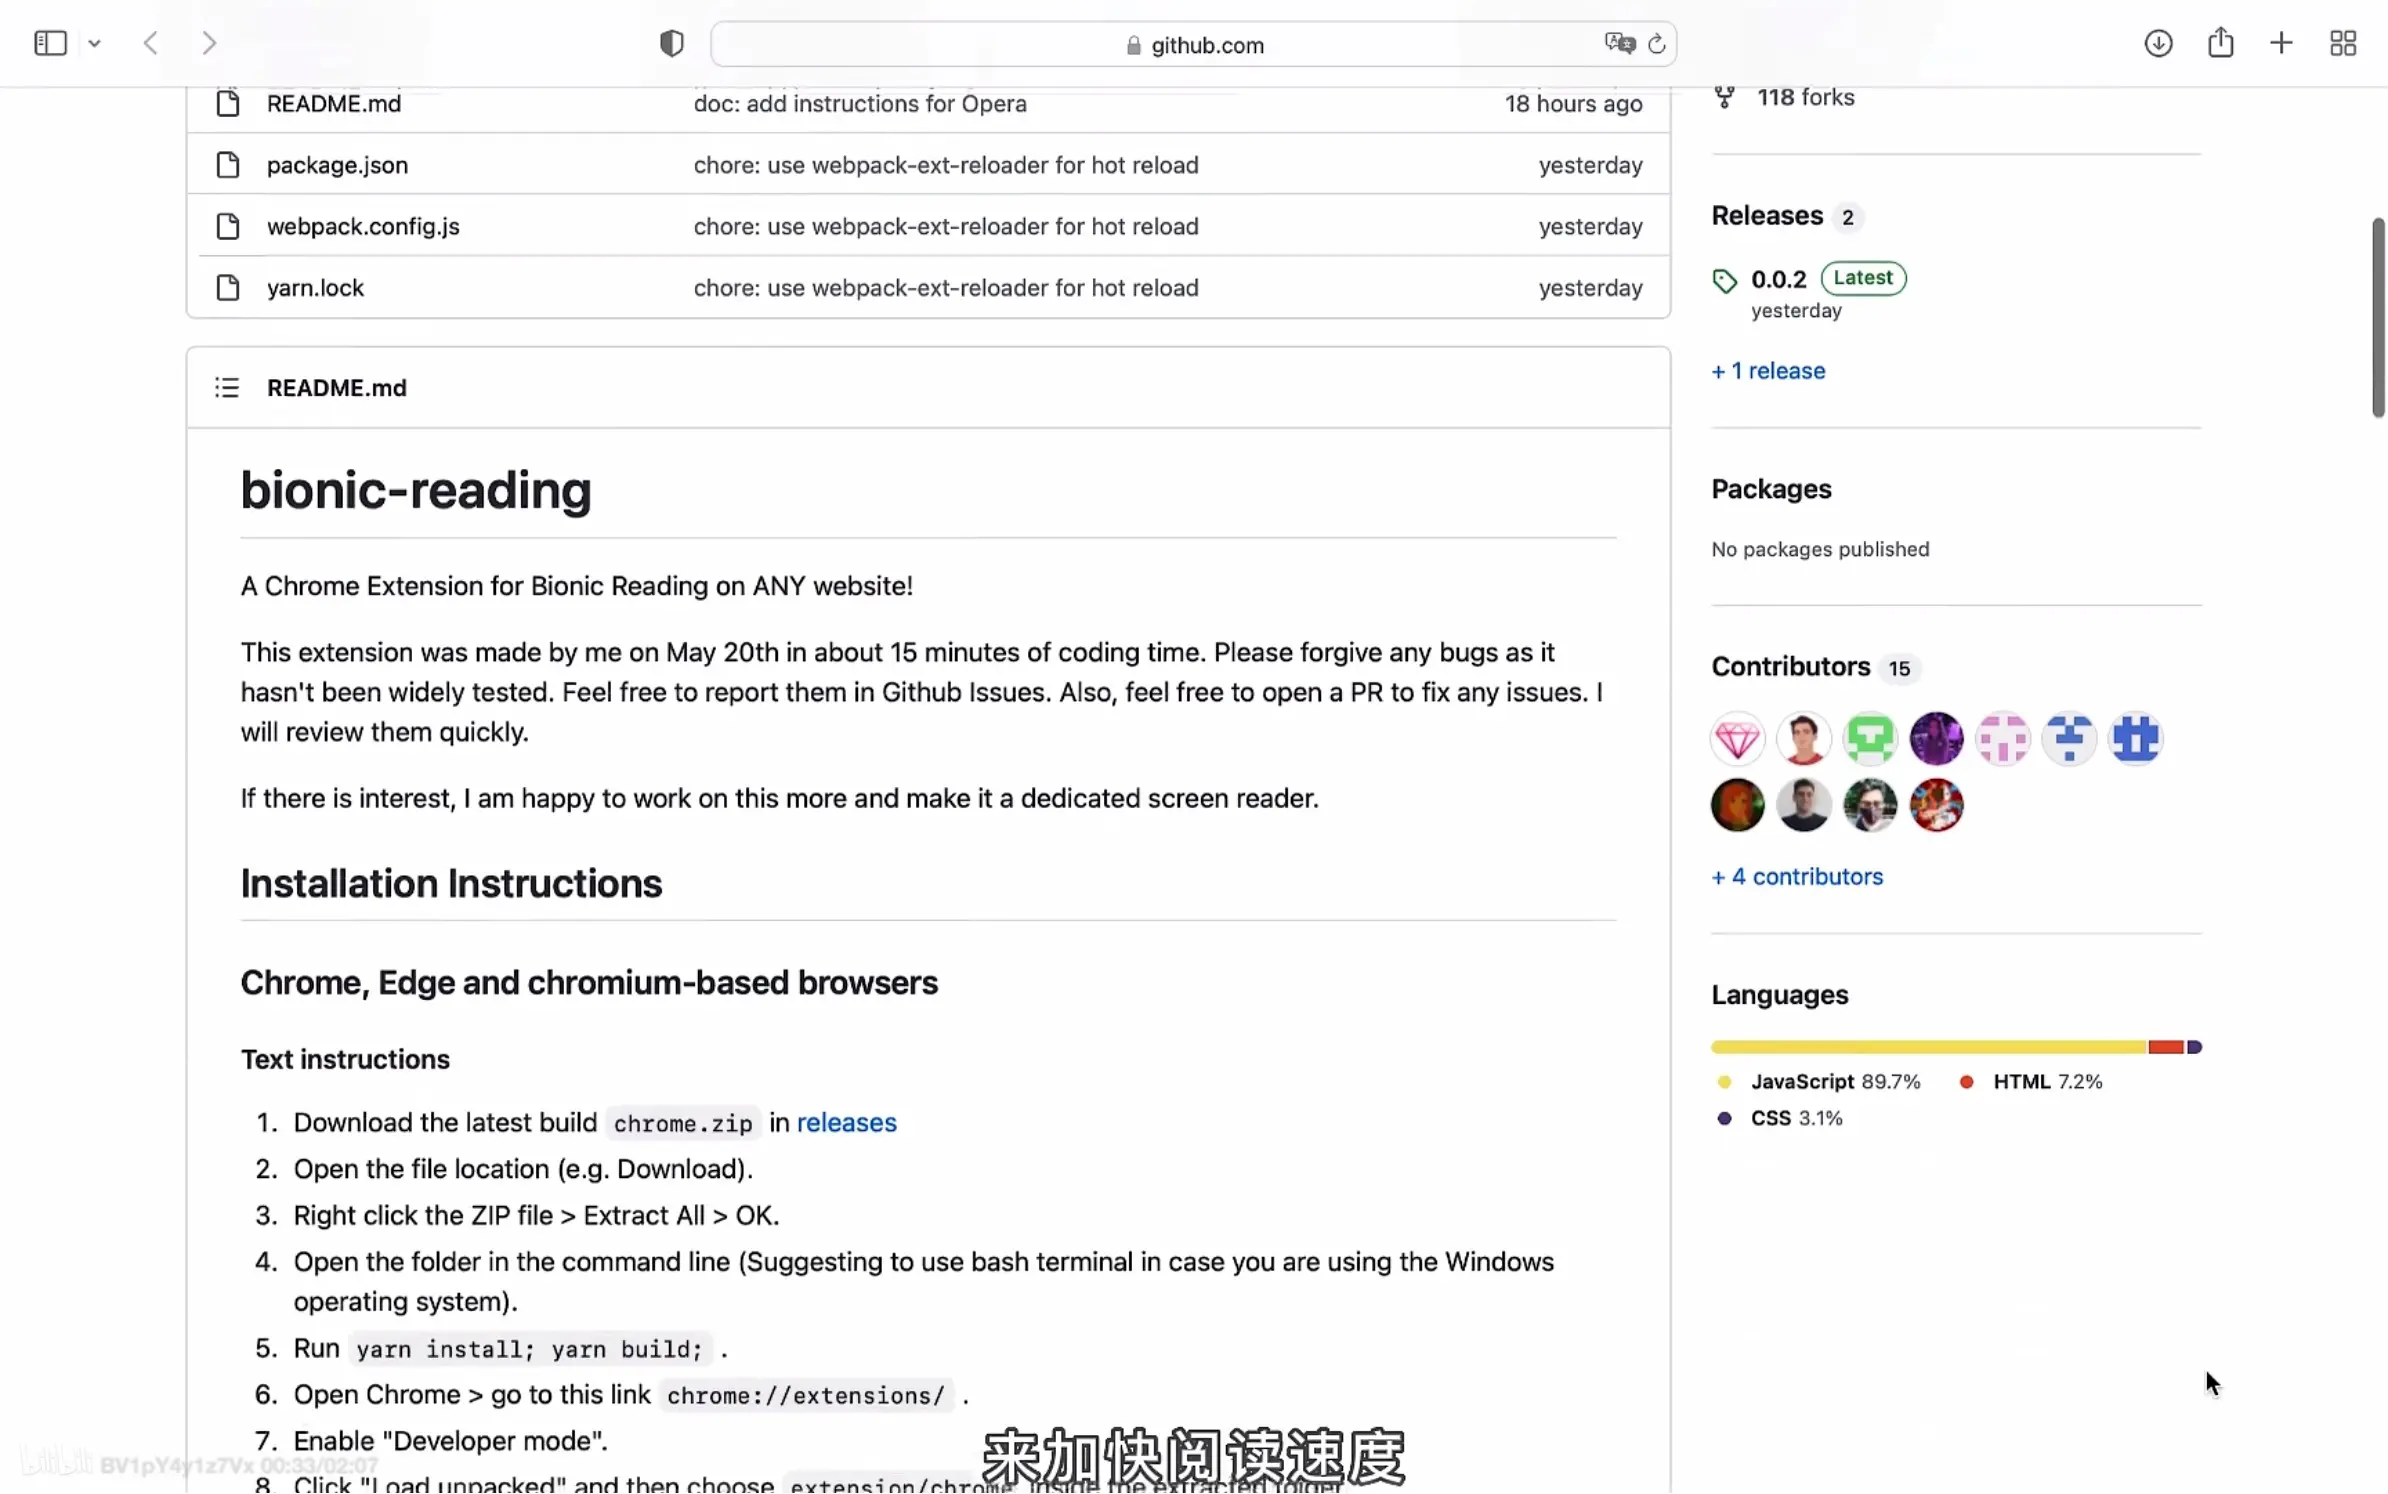 github.com
README.md doc: add instructions for Opera 18 hours ago
package.json chore: use webpack-ext-reloader for hot reload yesterday
webpack.config.js chore: use webpack-ext-reloader for hot reload yesterday
yarn.lock chore: use webpack-ext-reloader for hot reload yesterday
README.md
bionic-reading
A Chrome Extension for Bionic Reading on ANY website!
This extension was made by me on May 20th in about 15 minutes of coding time. Please forgive any bugs as it
hasn't been widely tested. Feel free to report them in Github Issues. Also, feel free to open a PR to fix any issues. I
will review them quickly.
If there is interest, I am happy to work on this more and make it a dedicated screen reader.
Installation Instructions
Chrome, Edge and chromium-based browsers
Text instructions
1. Download the latest build chrome.zip in releases
2. Open the file location (e.g. Download).
3. Right click the ZIP file > Extract All > OK.
4. Open the folder in the command line (Suggesting to use bash terminal in case you are using the Windows
operating system).
5. Run yarn install; yarn build; .
6. Open Chrome > go to this link chrome://extensions/ .
7. Enable "Developer mode".
8. Click "Load unpacked" and then choose extension/chrome inside the extracted folder
118 forks
Releases 2
0.0.2 Latest
yesterday
+ 1 release
Packages
No packages published
Contributors 15
+ 4 contributors
Languages
JavaScript 89.7% HTML 7.2%
CSS 3.1%
来加快阅读速度
bilibili BV1pY4y1z7Vx 00:33/02:07